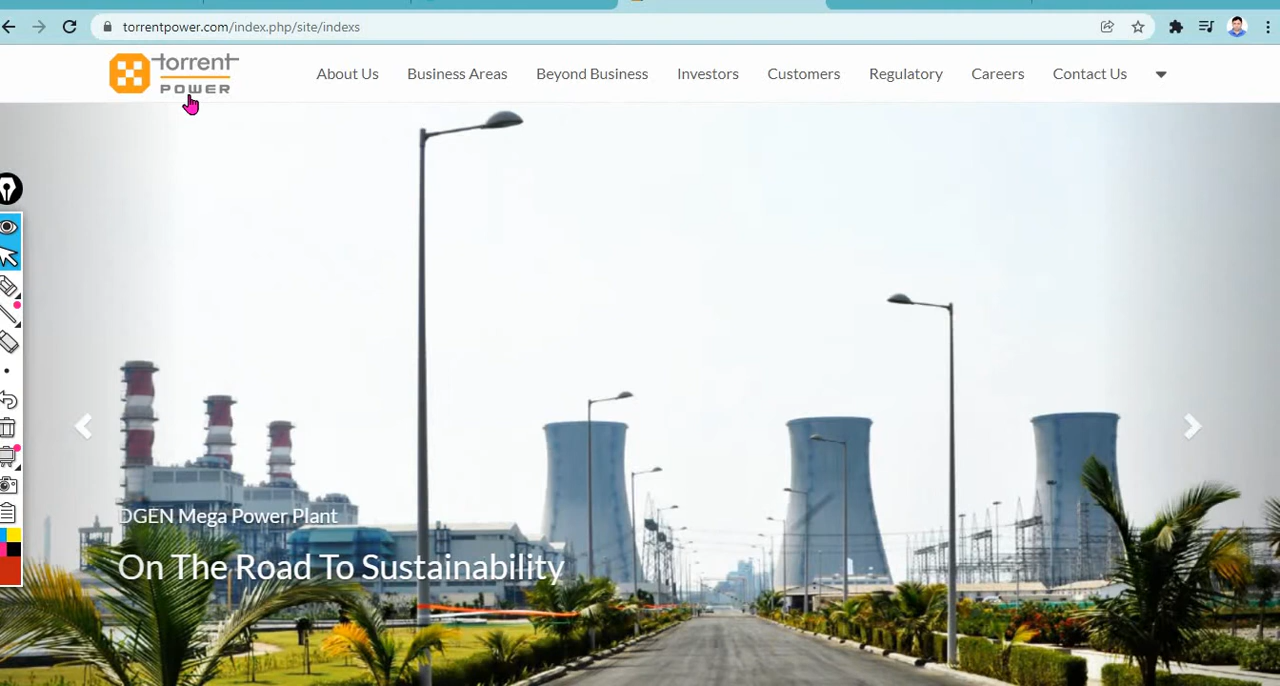 torrentpower.com/index.php/site/indexs
torrent
POWER
About Us Business Areas Beyond Business Investors Customers Regulatory Careers Contact Us
DGEN Mega Power Plant
On The Road To Sustainability